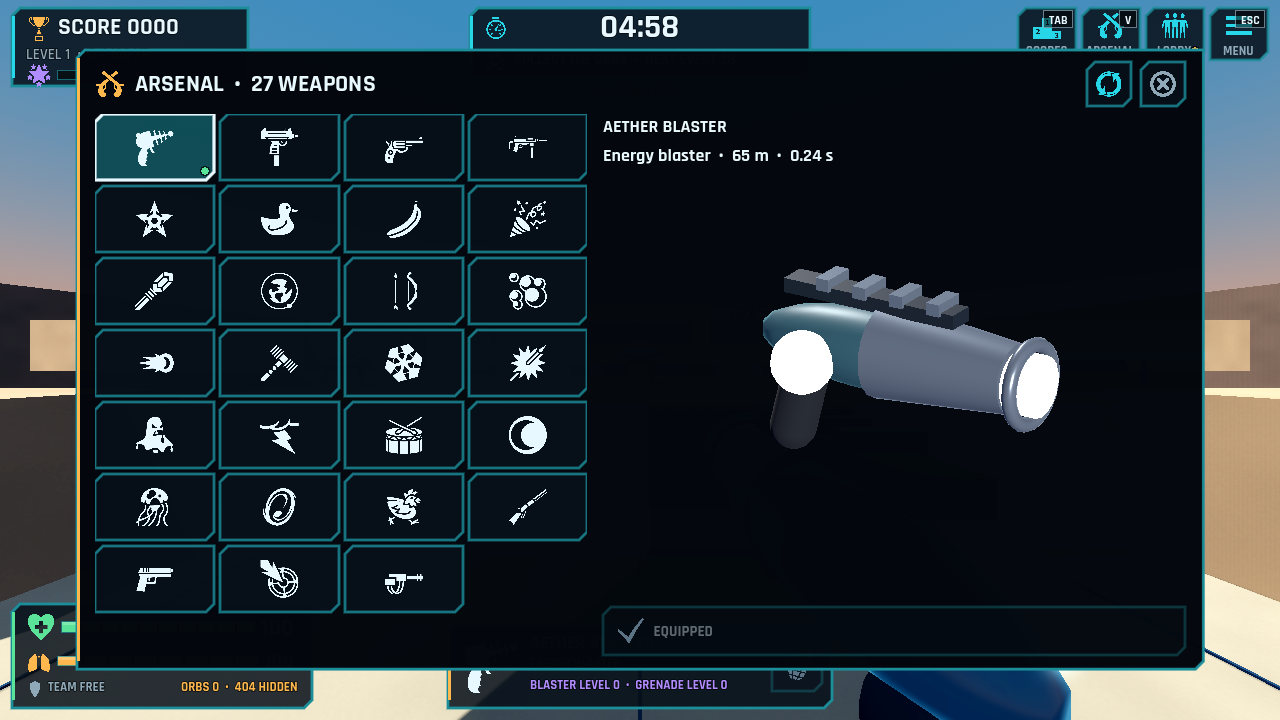 SCORE 0000
LEVEL 1
04:58
TAB
V
ESC
MENU
ARSENAL • 27 WEAPONS
AETHER BLASTER
Energy blaster • 65 m • 0.24 s
EQUIPPED
TEAM FREE
ORBS 0 • 404 HIDDEN
BLASTER LEVEL 0 • GRENADE LEVEL 0